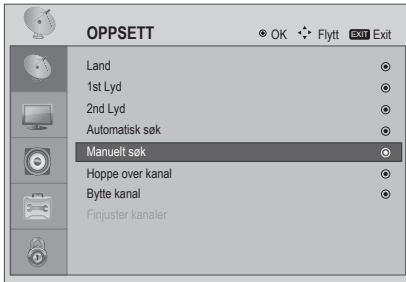 OPPSETT
OK Flytt EXIT Exit
Land
1st Lyd
2nd Lyd
Automatisk søk
Manuelt søk
Hoppe over kanal
Bytte kanal
Finjuster kanaler